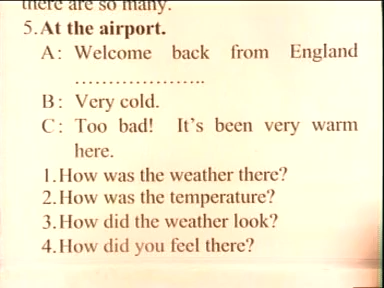 there are so many.
5.At the airport.
A: Welcome back from England
....................
B: Very cold.
C: Too bad! It's been very warm
here.
1.How was the weather there?
2.How was the temperature?
3.How did the weather look?
4.How did you feel there?